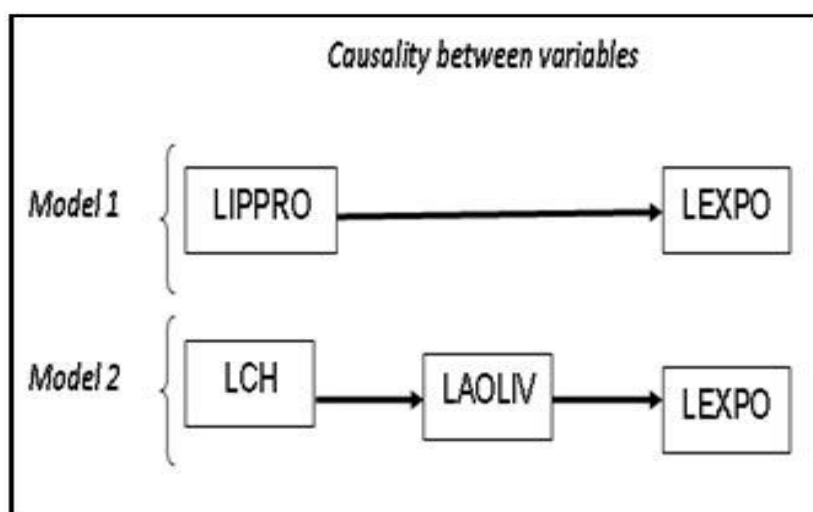 Causality between variables
Model 1
LIPPRO
LEXPO
Model 2
LCH
LAOLIV
LEXPO